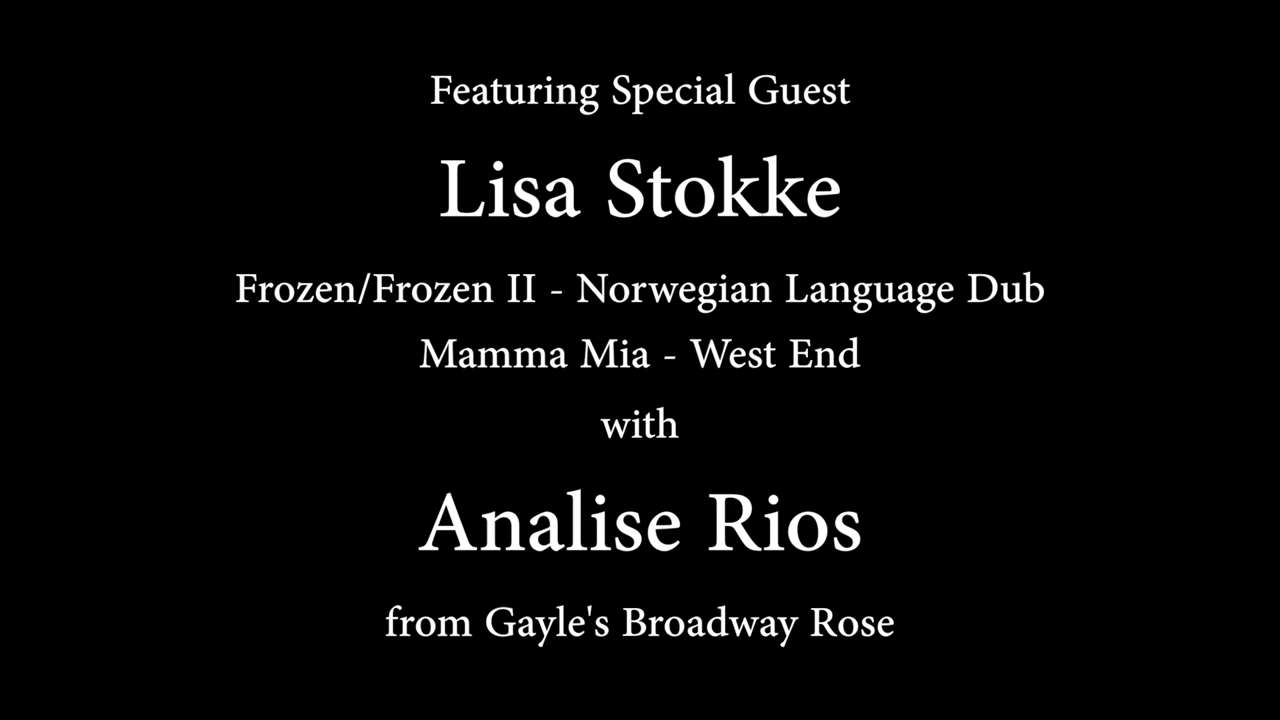 Featuring Special Guest
Lisa Stokke
Frozen/Frozen II - Norwegian Language Dub
Mamma Mia - West End
with
Analise Rios
from Gayle's Broadway Rose